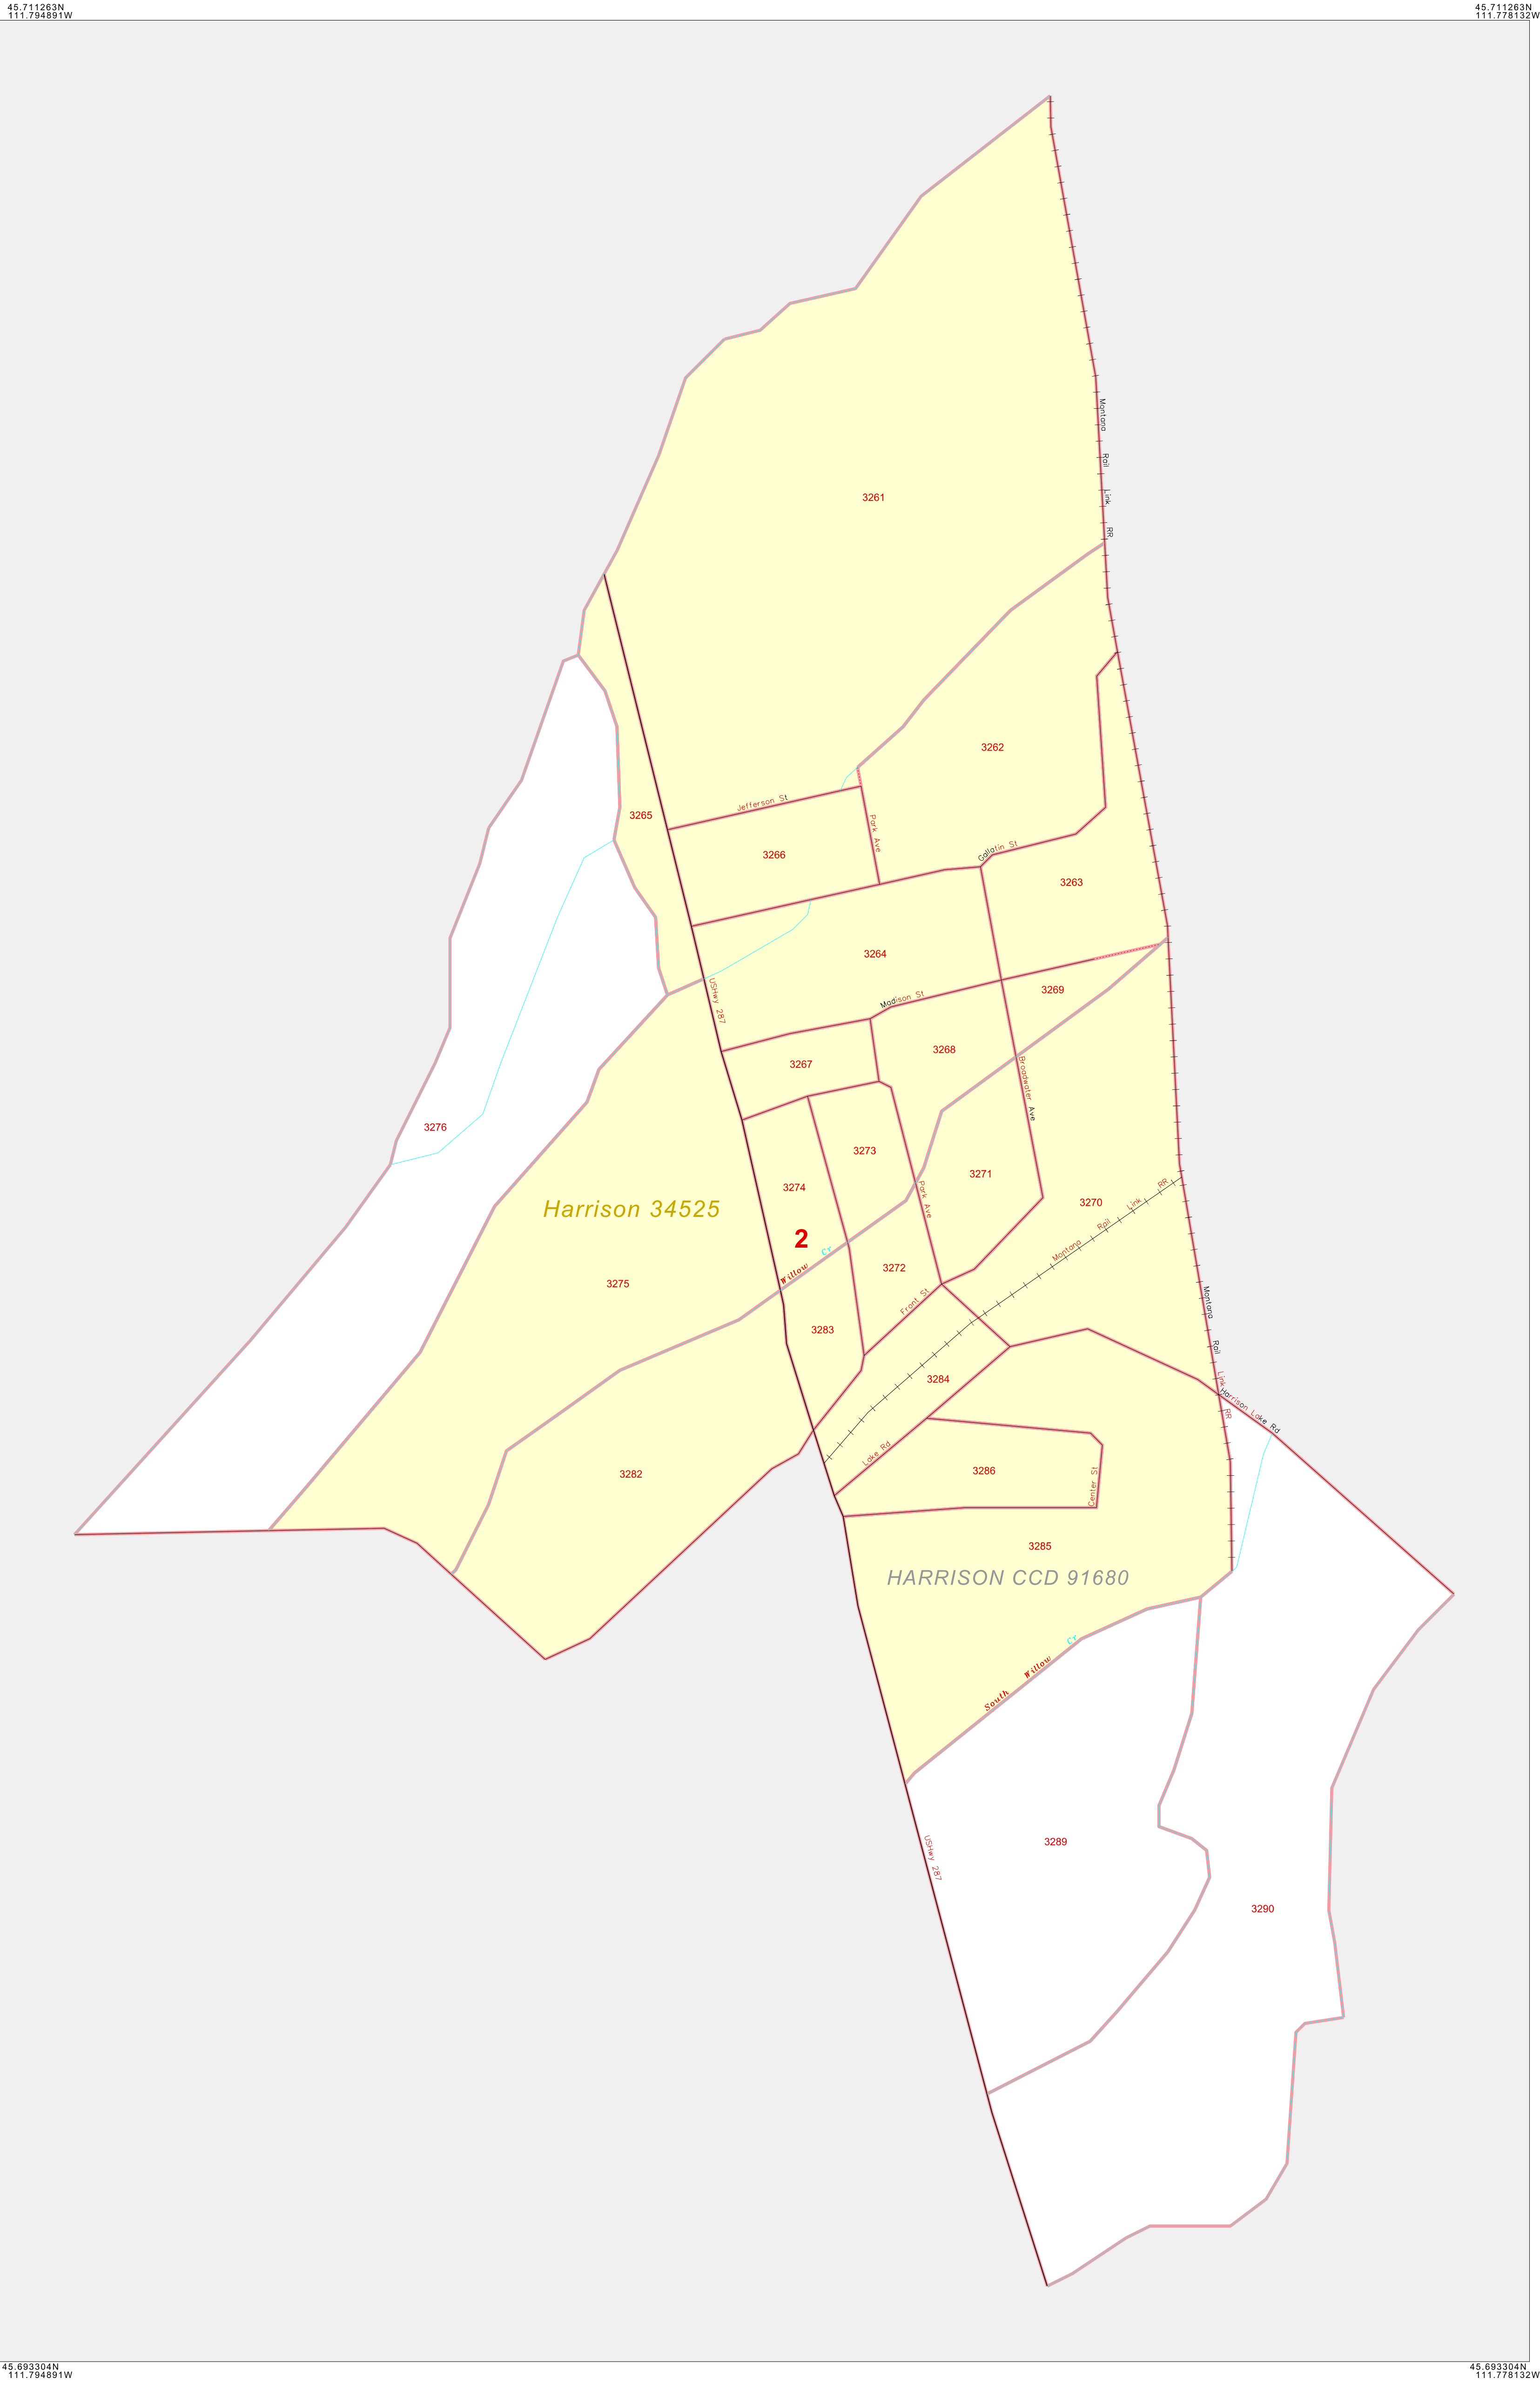 45.711263N
111.794891W
45.711263N
111.778132W
Montana Rail Link RR
3261
3262
Jefferson St
Park Ave
3265
3266
Gallatin St
3263
3264
USHwy 287
Madison St
3269
3268
3267
Broadwater Ave
3276
3273
3271
3274
Park Ave
Montana Rail Link RR
3270
Harrison 34525
2
Willow Cr
3272
3275
Front St
Montana Rail Link RR
3283
3284
Harrison Lake Rd
Lake Rd
3282
3286
Center St
3285
HARRISON CCD 91680
South Willow Cr
3289
USHwy 287
3290
45.693304N
111.794891W
45.693304N
111.778132W